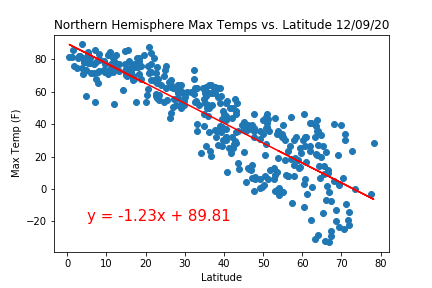 Northern Hemisphere Max Temps vs. Latitude 12/09/20
Max Temp (F)
80
60
40
20
0
−20
y = -1.23x + 89.81
0 10 20 30 40 50 60 70 80
Latitude